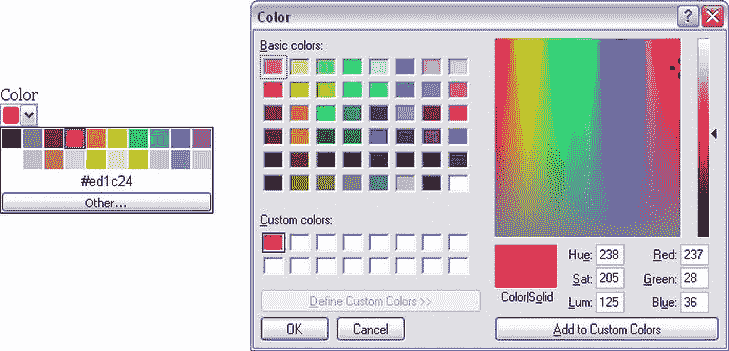 Color
#ed1c24
Other...
Color
Basic colors:
Custom colors:
Define Custom Colors >>
OK Cancel
Color|Solid
Hue: 238 Red: 237
Sat: 205 Green: 28
Lum: 125 Blue: 36
Add to Custom Colors